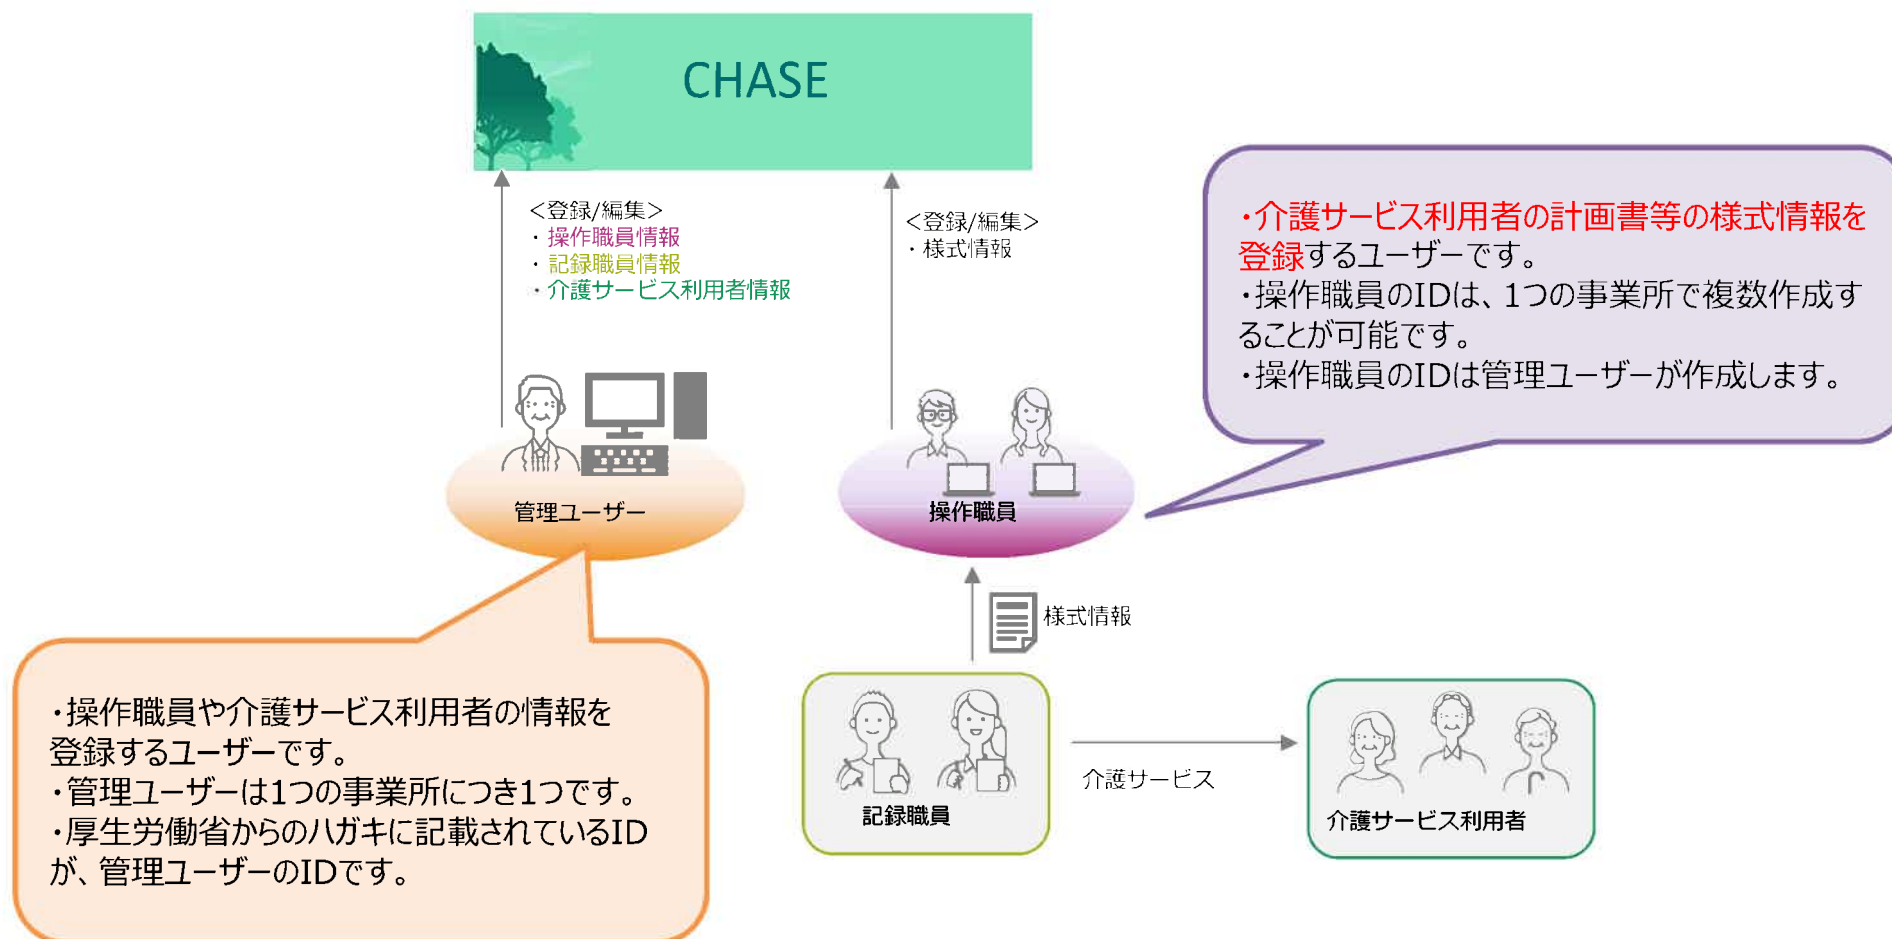 CHASE
＜登録/編集＞
・操作職員情報
・記録職員情報
・介護サービス利用者情報
＜登録/編集＞
・様式情報
・介護サービス利用者の計画書等の様式情報を
登録するユーザーです。
・操作職員のIDは、1つの事業所で複数作成す
ることが可能です。
・操作職員のIDは管理ユーザーが作成します。
管理ユーザー
操作職員
様式情報
・操作職員や介護サービス利用者の情報を
登録するユーザーです。
・管理ユーザーは1つの事業所につき1つです。
・厚生労働省からのハガキに記載されているID
が、管理ユーザーのIDです。
記録職員
介護サービス
介護サービス利用者